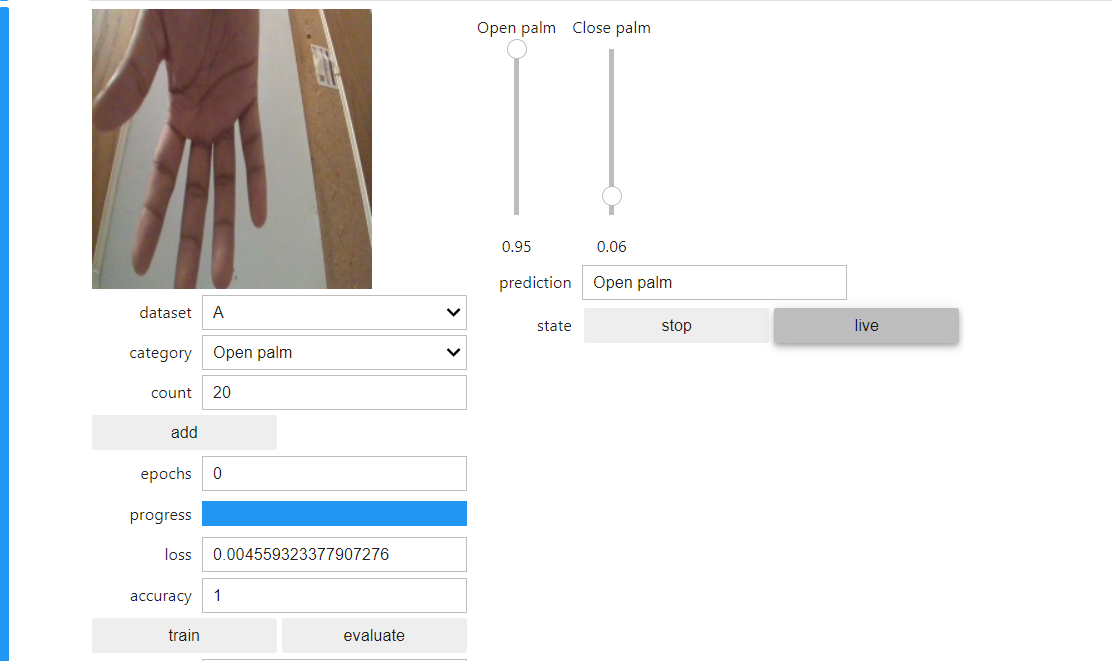 Open palm Close palm
0.95 0.06
prediction Open palm
state stop live
dataset A
category Open palm
count 20
add
epochs 0
progress
loss 0.004559323377907276
accuracy 1
train evaluate